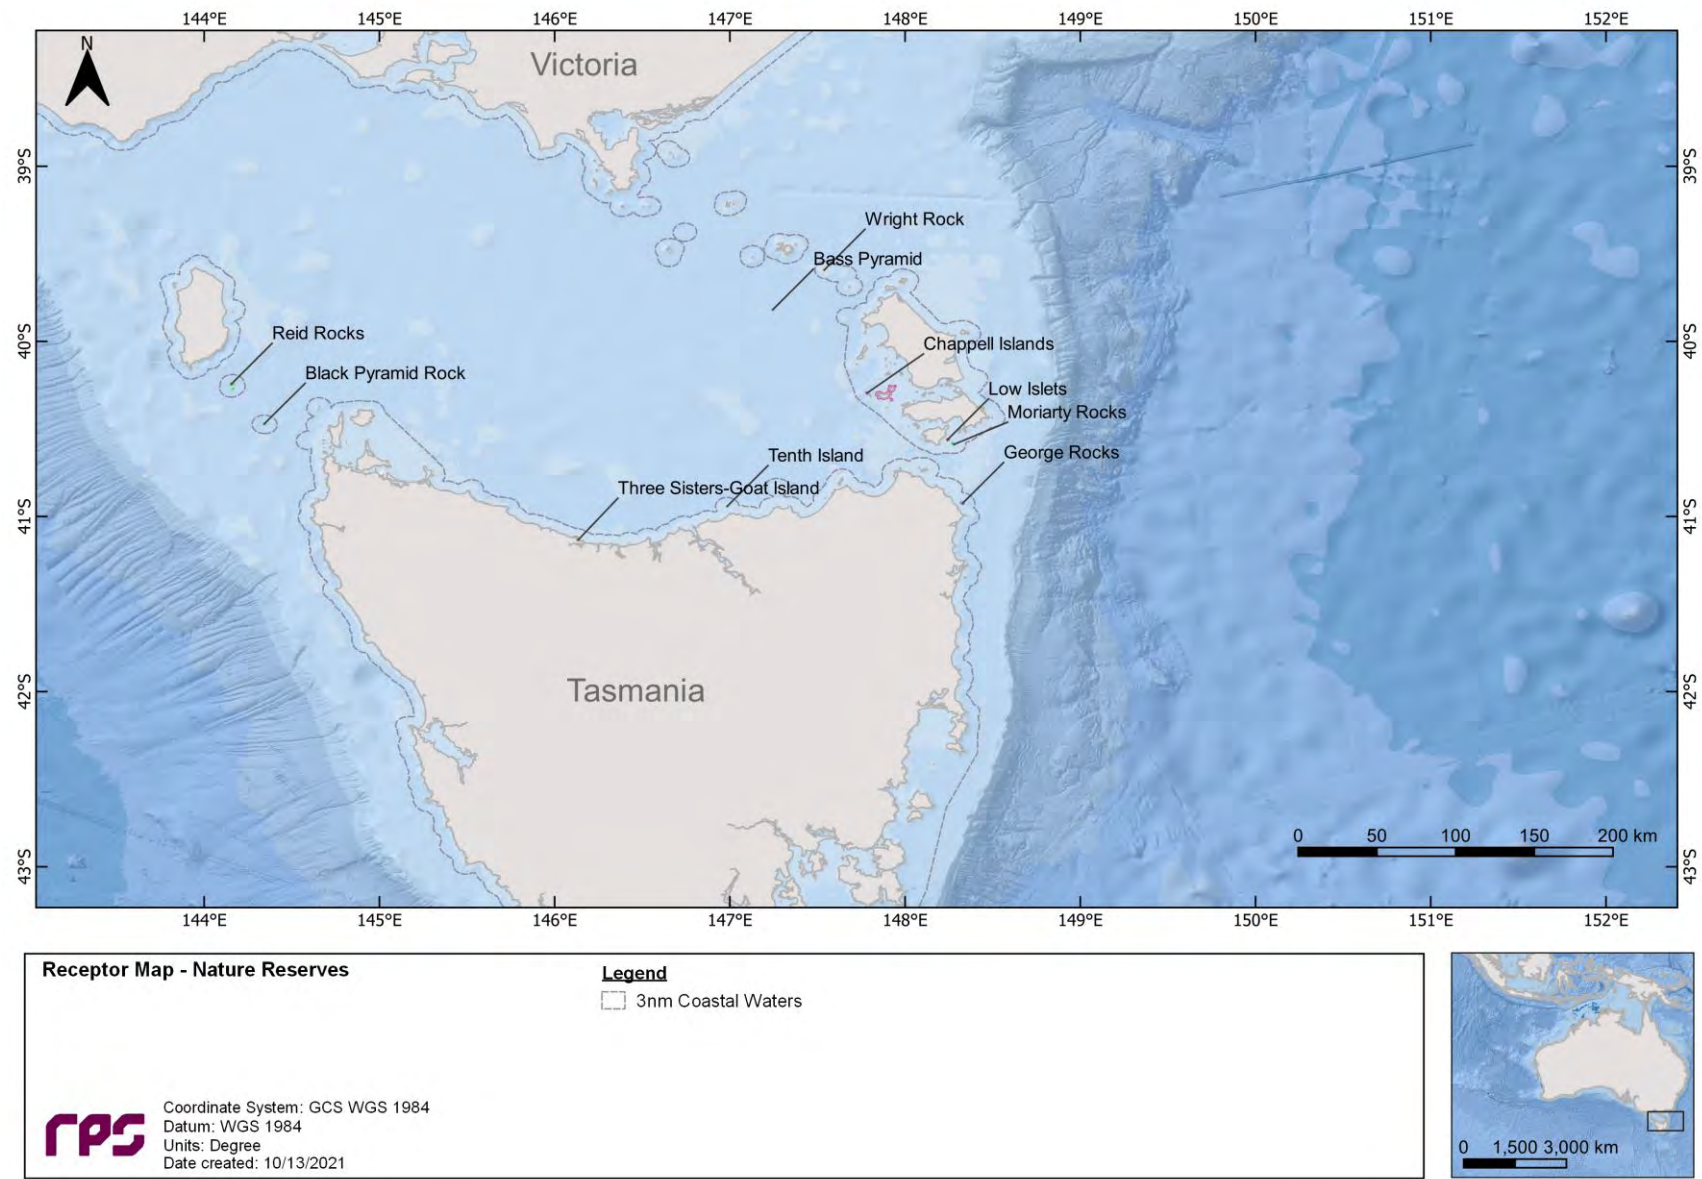 144°E 145°E 146°E 147°E 148°E 149°E 150°E 151°E 152°E
N
Victoria
39°S 39°S
Wright Rock
Bass Pyramid
Reid Rocks
40°S 40°S
Chappell Islands
Black Pyramid Rock
Low Islets
Moriarty Rocks
George Rocks
Tenth Island
Three Sisters-Goat Island
41°S 41°S
Tasmania
42°S 42°S
0 50 100 150 200 km
43°S 43°S
144°E 145°E 146°E 147°E 148°E 149°E 150°E 151°E 152°E
Receptor Map - Nature Reserves
Legend
3nm Coastal Waters
rps
Coordinate System: GCS WGS 1984
Datum: WGS 1984
Units: Degree
Date created: 10/13/2021
0 1,500 3,000 km